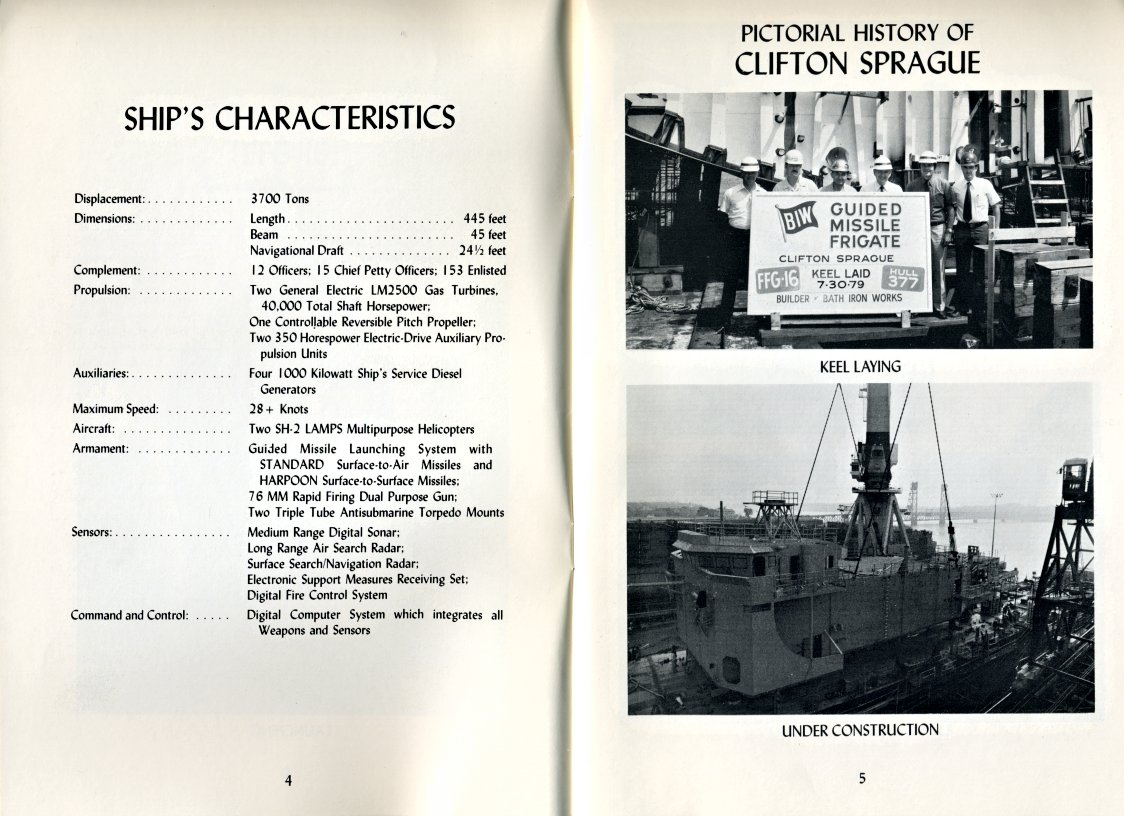 SHIP'S CHARACTERISTICS
Displacement: . . . . . . . . . . . . 3700 Tons
Dimensions: . . . . . . . . . . . . . Length . . . . . . . . . . . . . . . . . . . . . . . . 445 feet
Beam . . . . . . . . . . . . . . . . . . . . . . . . 45 feet
Navigational Draft . . . . . . . . . . . . . . . 24½ feet
Complement: . . . . . . . . . . . . 12 Officers; 15 Chief Petty Officers; 153 Enlisted
Propulsion: . . . . . . . . . . . . . Two General Electric LM2500 Gas Turbines,
40,000 Total Shaft Horsepower;
One Controllable Reversible Pitch Propeller;
Two 350 Horespower Electric-Drive Auxiliary Pro-
pulsion Units
Auxiliaries: . . . . . . . . . . . . . . Four 1000 Kilowatt Ship's Service Diesel
Generators
Maximum Speed: . . . . . . . . . 28+ Knots
Aircraft: . . . . . . . . . . . . . . . Two SH-2 LAMPS Multipurpose Helicopters
Armament: . . . . . . . . . . . . . Guided Missile Launching System with
STANDARD Surface-to-Air Missiles and
HARPOON Surface-to-Surface Missiles;
76 MM Rapid Firing Dual Purpose Gun;
Two Triple Tube Antisubmarine Torpedo Mounts
Sensors: . . . . . . . . . . . . . . . . Medium Range Digital Sonar;
Long Range Air Search Radar;
Surface Search/Navigation Radar;
Electronic Support Measures Receiving Set;
Digital Fire Control System
Command and Control: . . . . . Digital Computer System which integrates all
Weapons and Sensors
4
PICTORIAL HISTORY OF
CLIFTON SPRAGUE
BIW
GUIDED
MISSILE
FRIGATE
CLIFTON SPRAGUE
FFG-16 KEEL LAID HULL
7-30-79 377
BUILDER - BATH IRON WORKS
KEEL LAYING
UNDER CONSTRUCTION
5